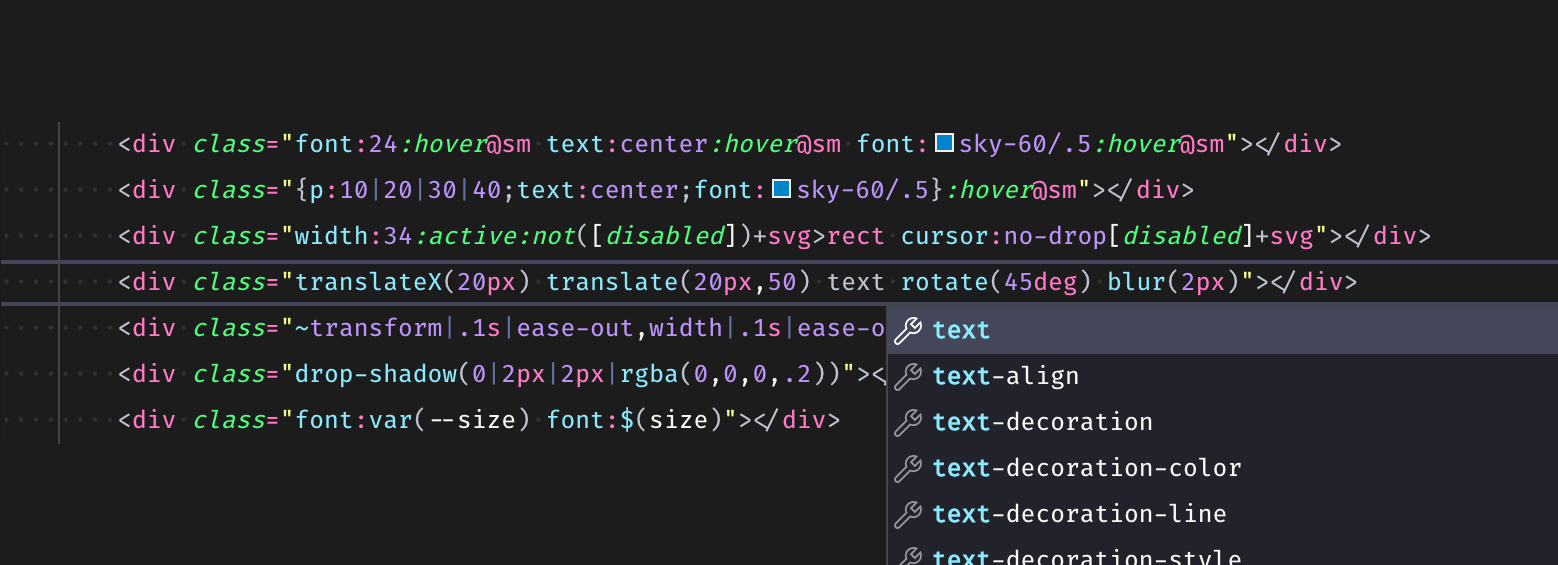 <div class="font:24:hover@sm text:center:hover@sm font:sky-60/.5:hover@sm"></div>
<div class="{p:10|20|30|40;text:center;font:sky-60/.5}:hover@sm"></div>
<div class="width:34:active:not([disabled])+svg>rect cursor:no-drop[disabled]+svg"></div>
<div class="translateX(20px) translate(20px,50) text rotate(45deg) blur(2px)"></div>
<div class="~transform|.1s|ease-out,width|.1s|ease-o
<div class="drop-shadow(0|2px|2px|rgba(0,0,0,.2))"><
<div class="font:var(--size) font:$(size)"></div>
text
text-align
text-decoration
text-decoration-color
text-decoration-line
text-decoration-style